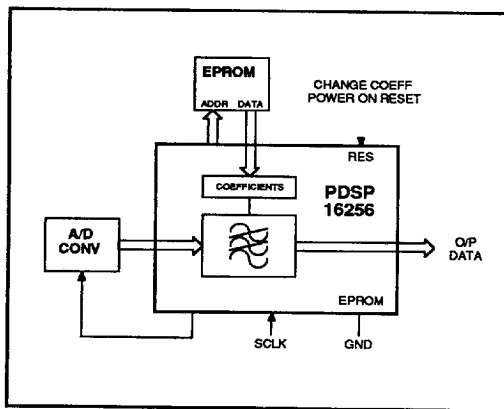 EPROM
ADDR DATA
CHANGE COEFF
POWER ON RESET
RES
COEFFICIENTS
PDSP
16256
A/D
CONV
O/P
DATA
EPROM
SCLK
GND